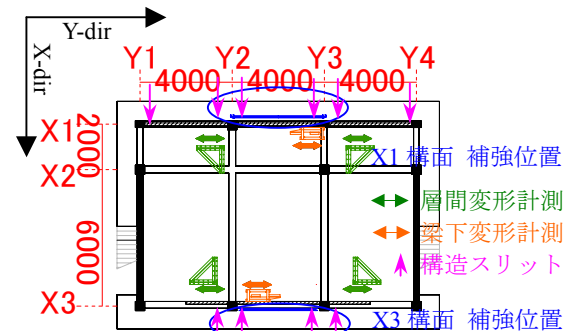 Y-dir
X-dir
Y1 Y2 Y3 Y4
4000 4000 4000
X1
2000
X2
6000
X3
X1 構面 補強位置
層間変形計測
梁下変形計測
構造スリット
X3 構面 補強位置